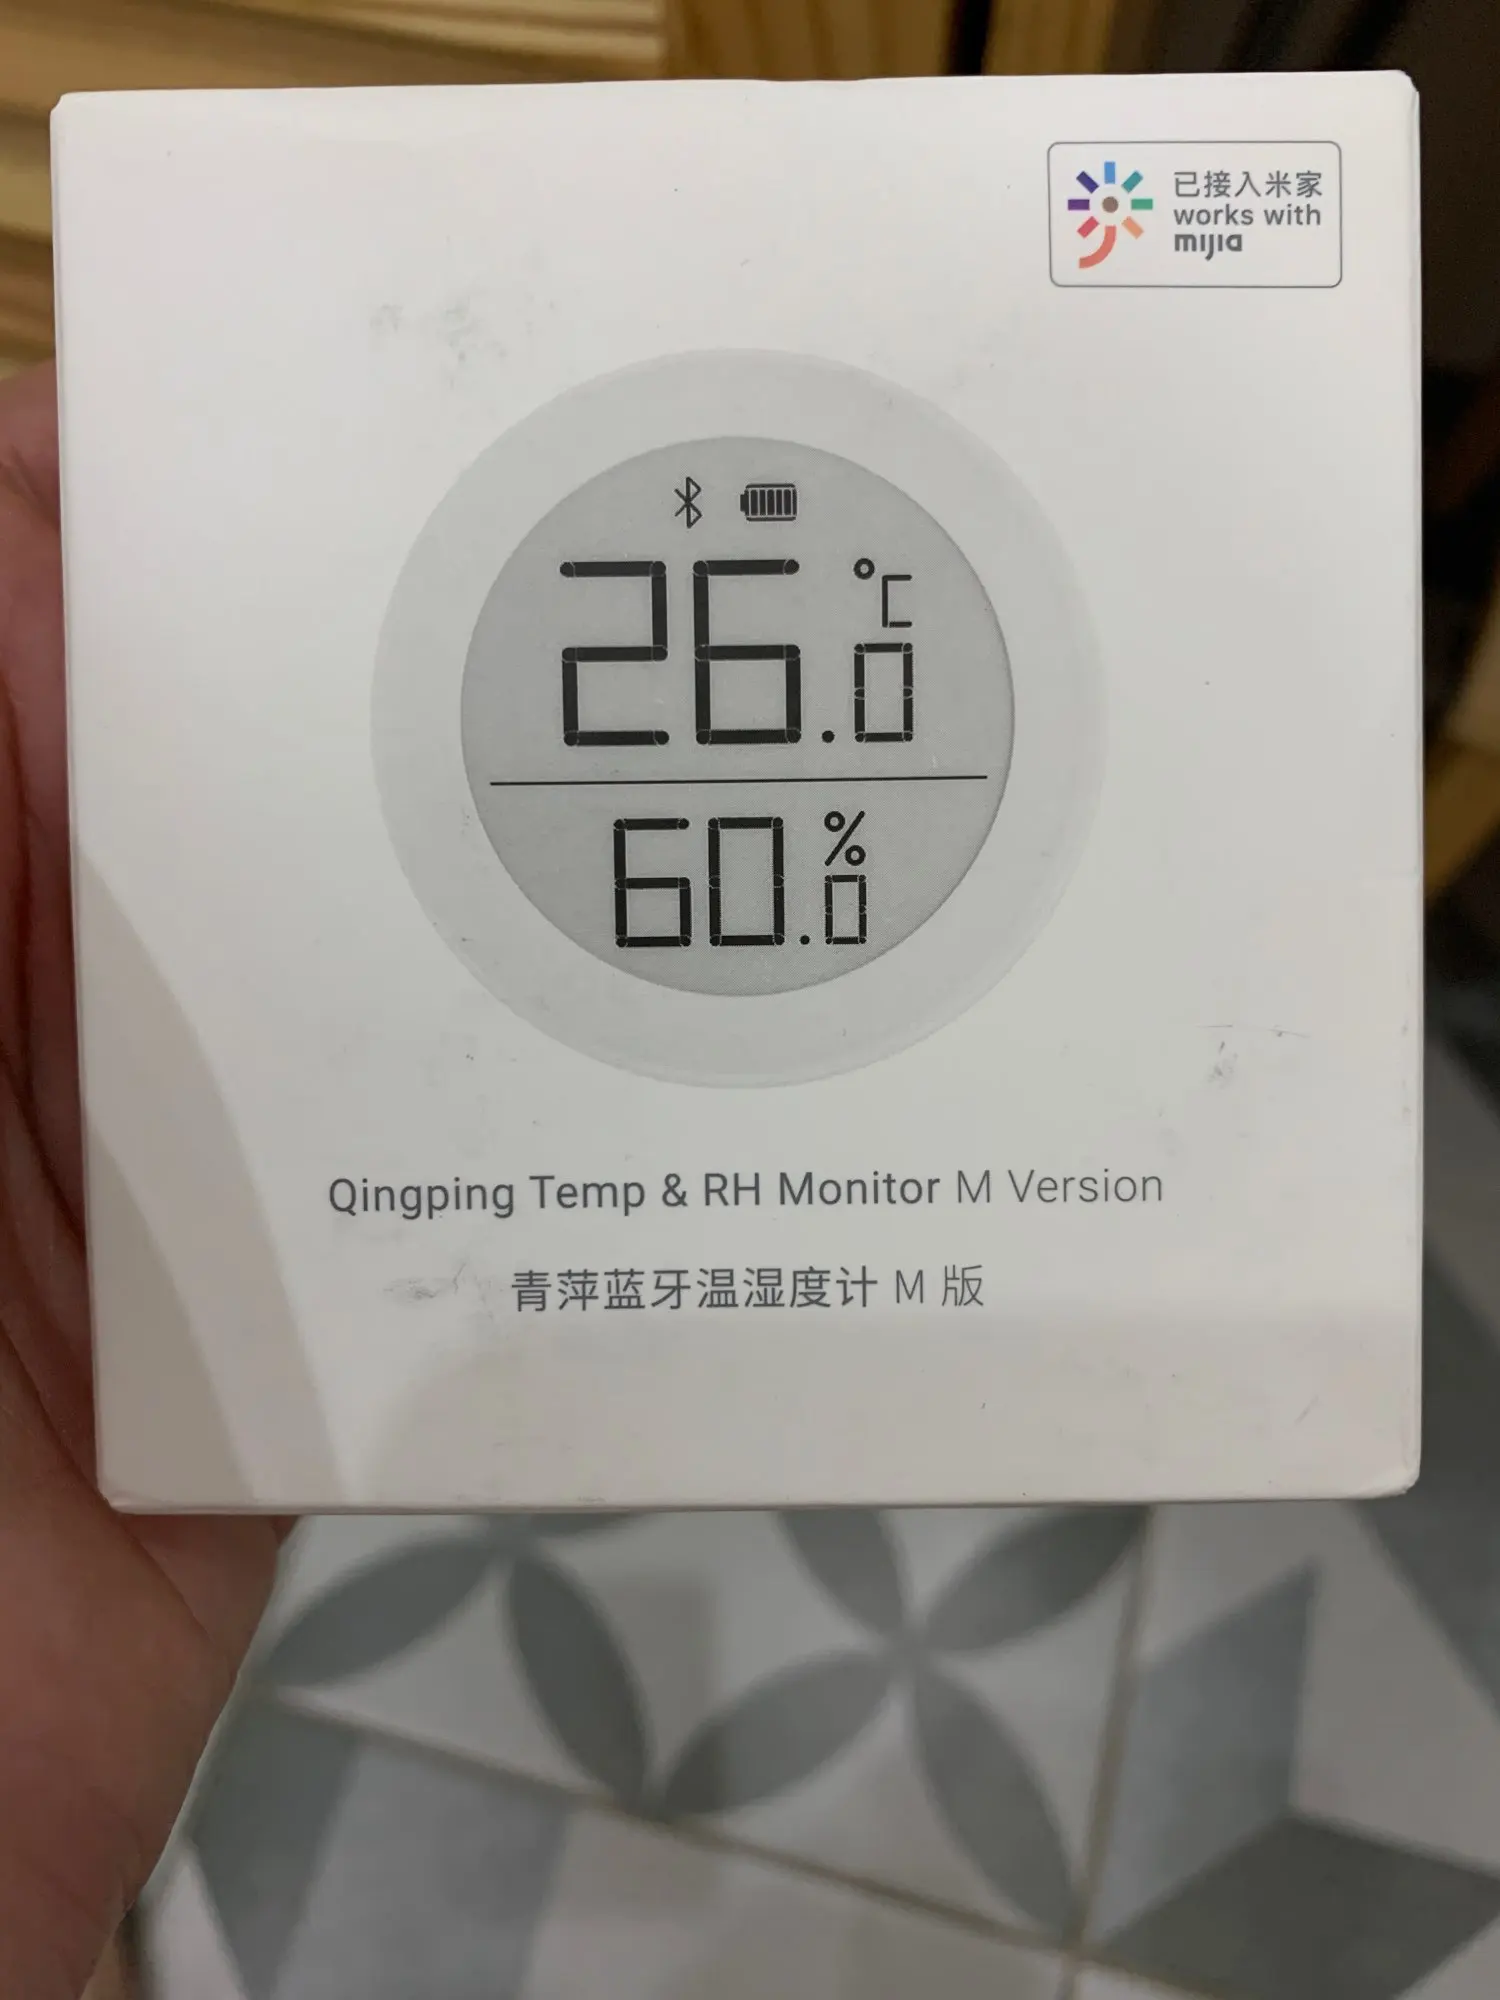 已接入米家
works with
mijia
26.0 ℃
60.0 %
Qingping Temp & RH Monitor M Version
青萍蓝牙温湿度计 M 版